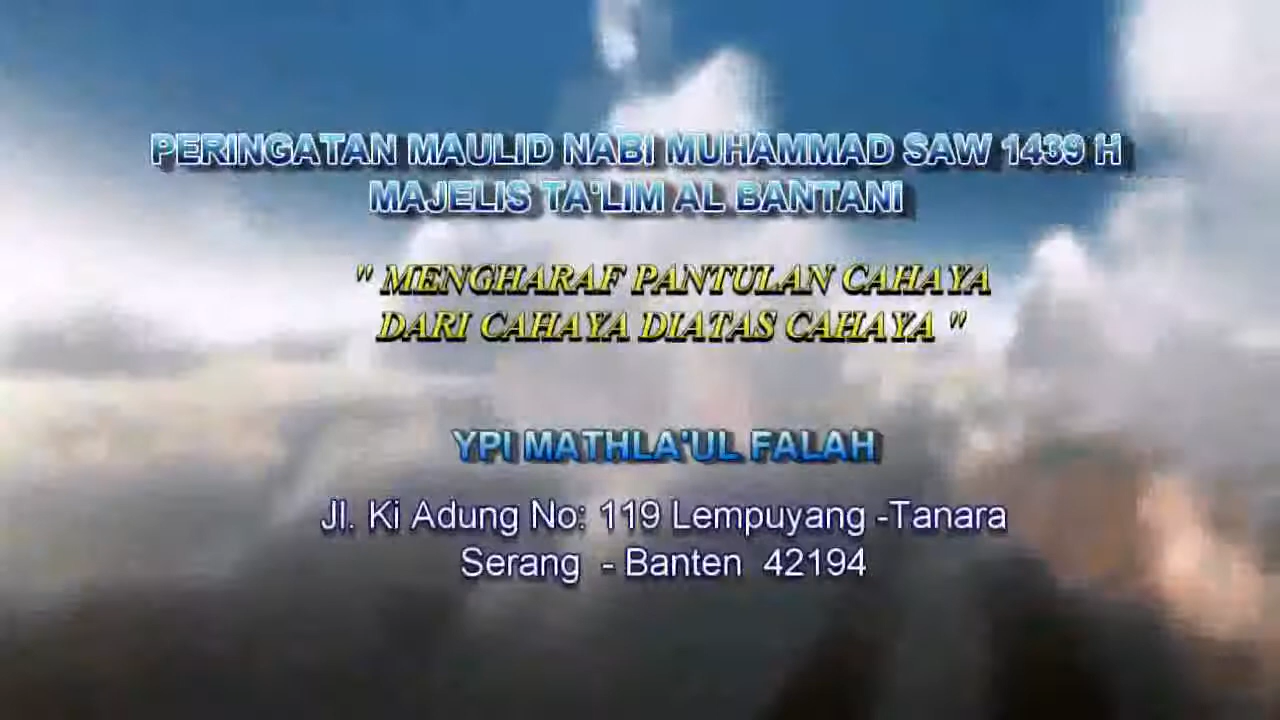 PERINGATAN MAULID NABI MUHAMMAD SAW 1439 H
MAJELIS TA'LIM AL BANTANI
" MENGHARAF PANTULAN CAHAYA
DARI CAHAYA DIATAS CAHAYA "
YPI MATHLA'UL FALAH
Jl. Ki Adung No: 119 Lempuyang -Tanara
Serang - Banten 42194